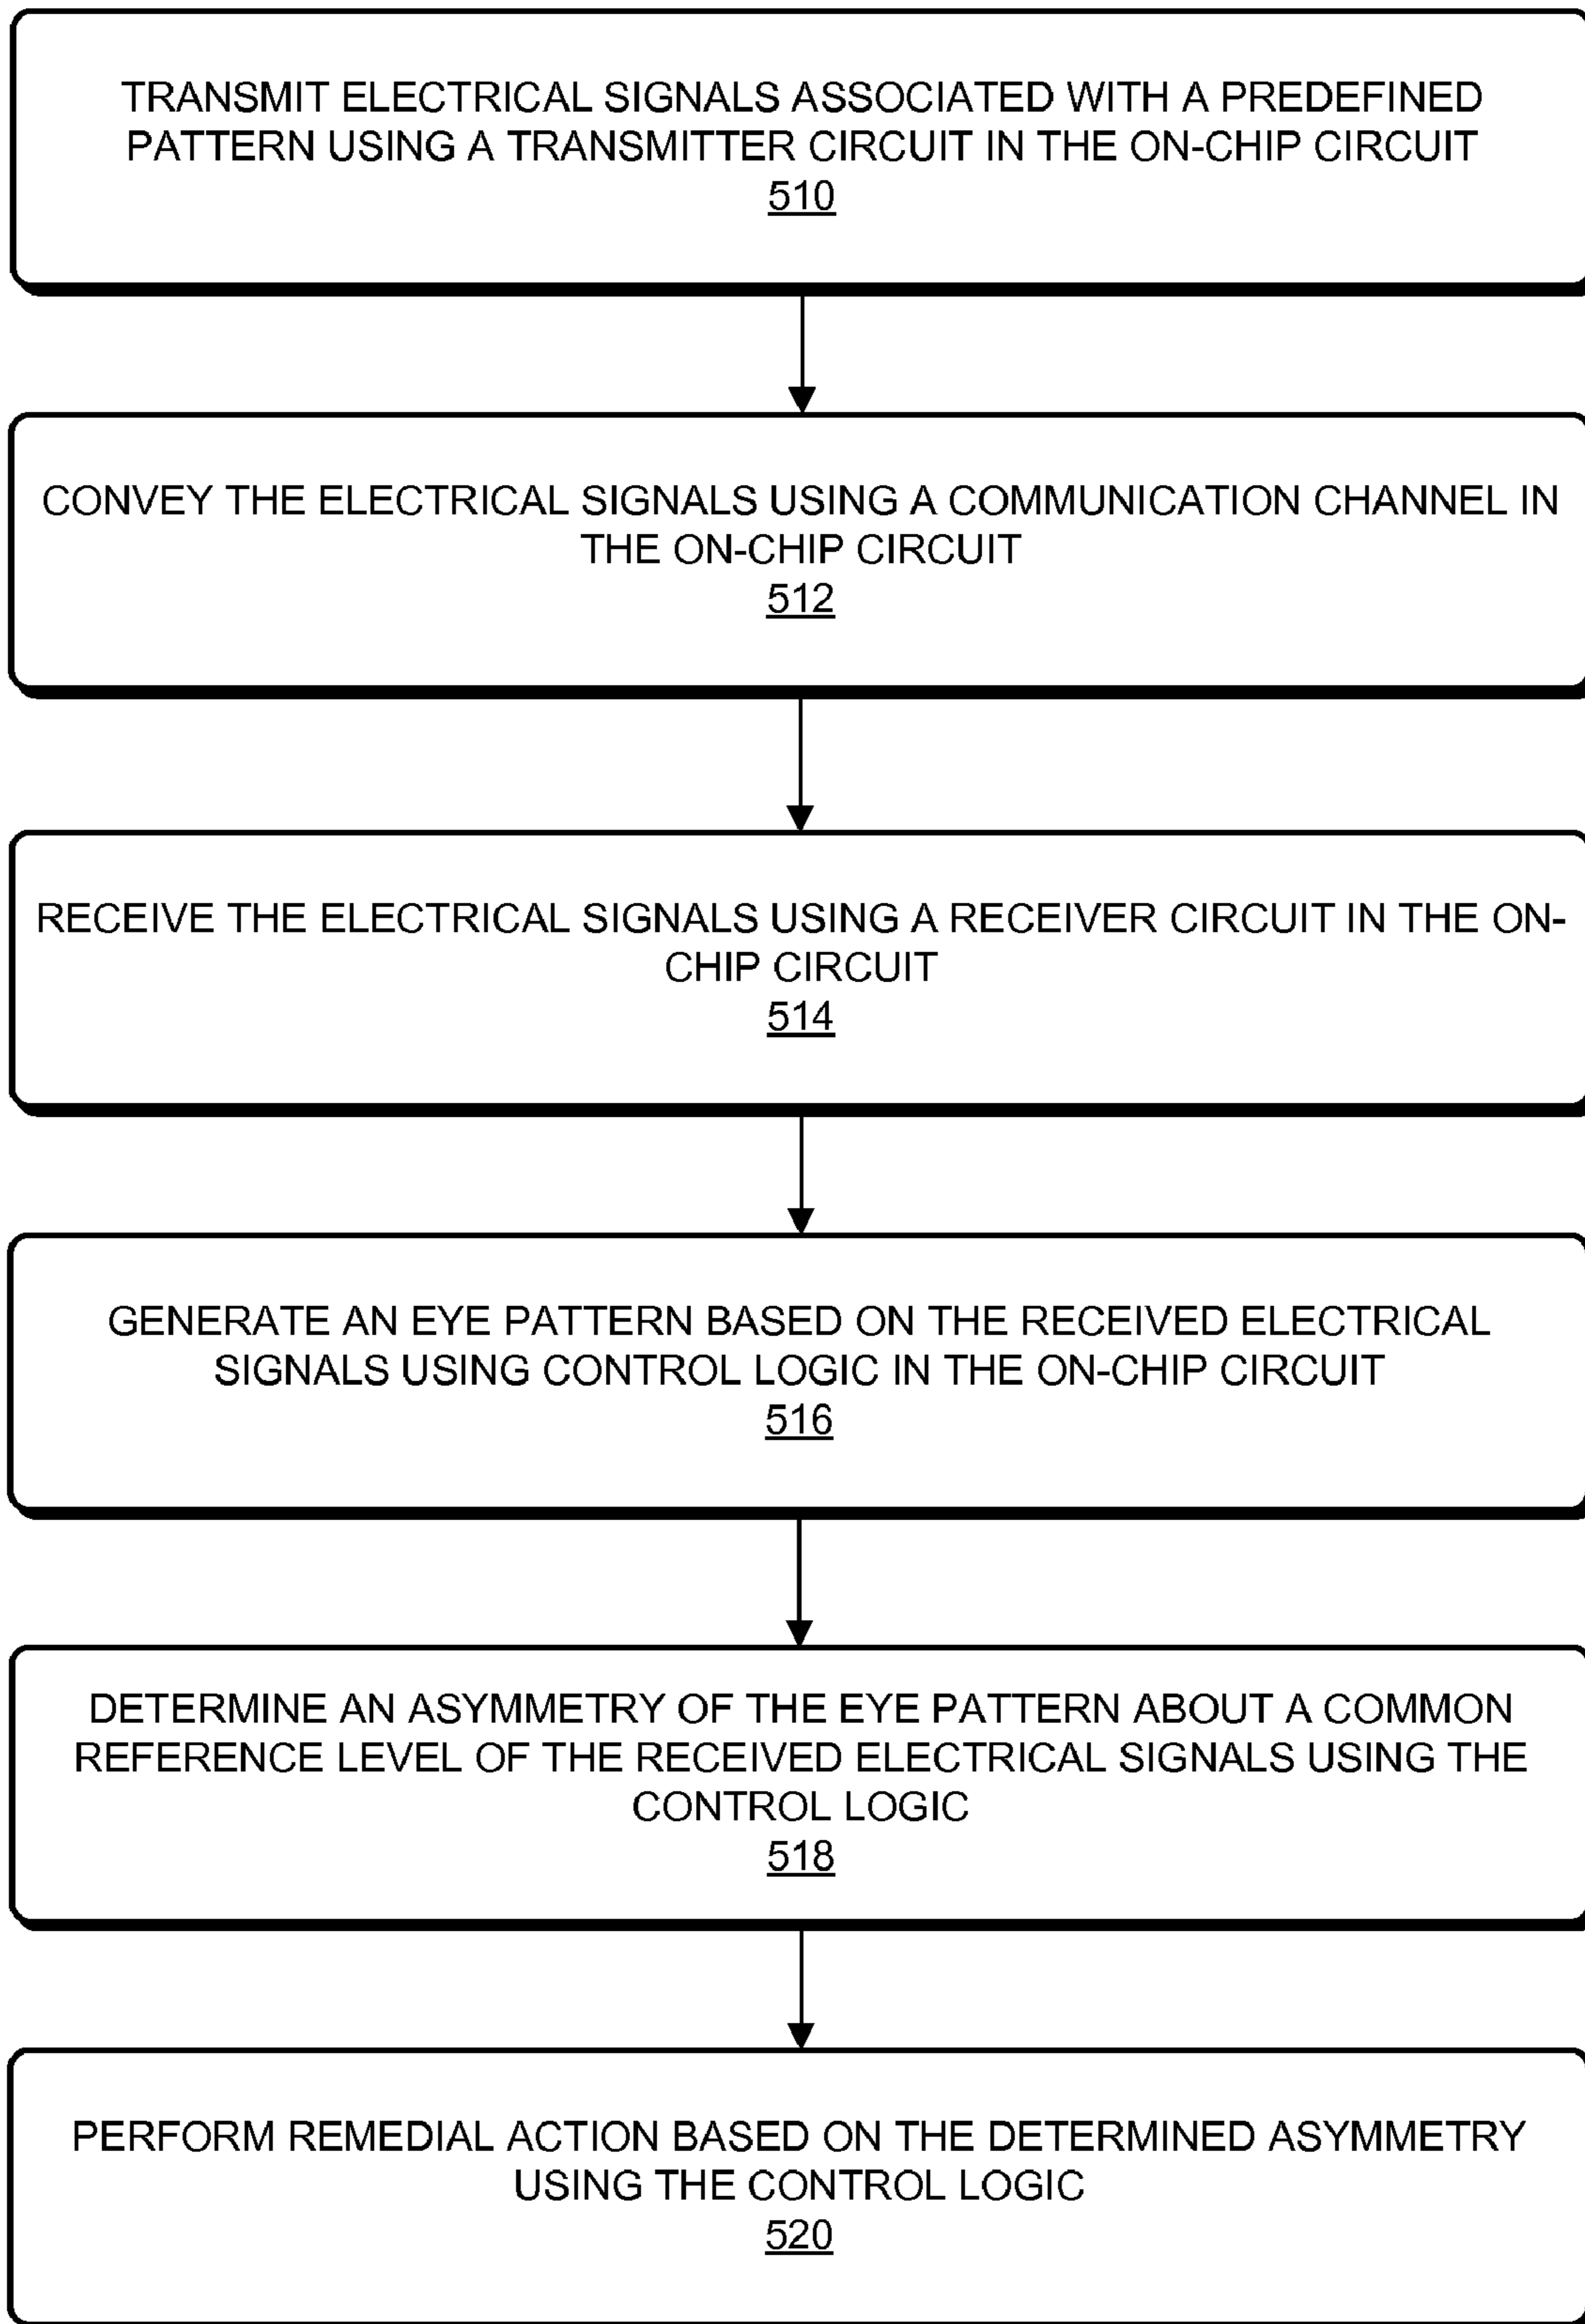 TRANSMIT ELECTRICAL SIGNALS ASSOCIATED WITH A PREDEFINED
PATTERN USING A TRANSMITTER CIRCUIT IN THE ON-CHIP CIRCUIT
510
CONVEY THE ELECTRICAL SIGNALS USING A COMMUNICATION CHANNEL IN
THE ON-CHIP CIRCUIT
512
RECEIVE THE ELECTRICAL SIGNALS USING A RECEIVER CIRCUIT IN THE ON-
CHIP CIRCUIT
514
GENERATE AN EYE PATTERN BASED ON THE RECEIVED ELECTRICAL
SIGNALS USING CONTROL LOGIC IN THE ON-CHIP CIRCUIT
516
DETERMINE AN ASYMMETRY OF THE EYE PATTERN ABOUT A COMMON
REFERENCE LEVEL OF THE RECEIVED ELECTRICAL SIGNALS USING THE
CONTROL LOGIC
518
PERFORM REMEDIAL ACTION BASED ON THE DETERMINED ASYMMETRY
USING THE CONTROL LOGIC
520